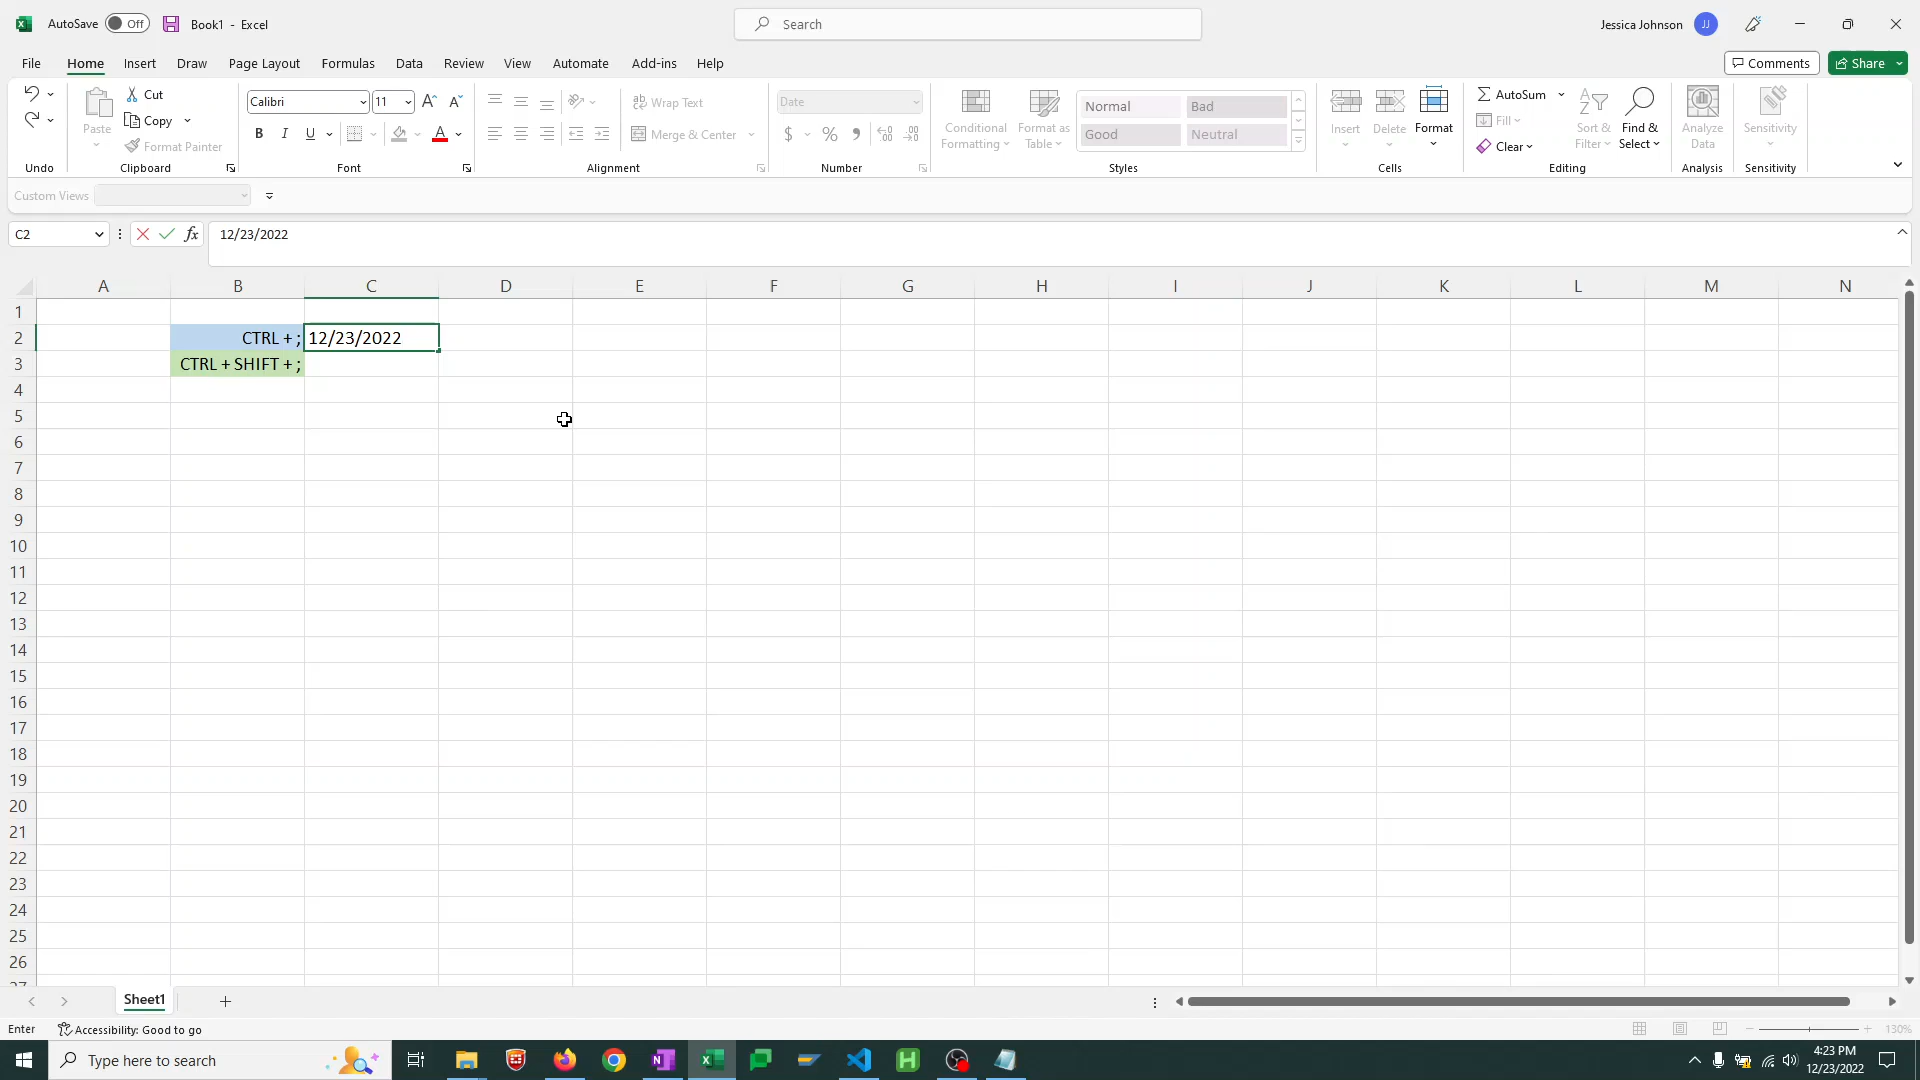 AutoSave Off Book1 - Excel Search Jessica Johnson JJ
File Home Insert Draw Page Layout Formulas Data Review View Automate Add-ins Help Comments Share
Paste Cut Copy Format Painter
Calibri 11
B I U A
Wrap Text
Merge & Center
Date
$ % 9
Conditional Formatting
Format as Table
Normal Bad
Good Neutral
Insert Delete Format
AutoSum
Fill
Clear
Sort & Filter
Find & Select
Analyze Data
Sensitivity
Undo Clipboard Font Alignment Number Styles Cells Editing Analysis Sensitivity
Custom Views
C2 fx 12/23/2022
A B C D E F G H I J K L M N
1
2 CTRL + ; 12/23/2022
3 CTRL + SHIFT + ;
4
5
6
7
8
9
10
11
12
13
14
15
16
17
18
19
20
21
22
23
24
25
26
Sheet1
Enter Accessibility: Good to go 130%
Type here to search 4:23 PM
12/23/2022